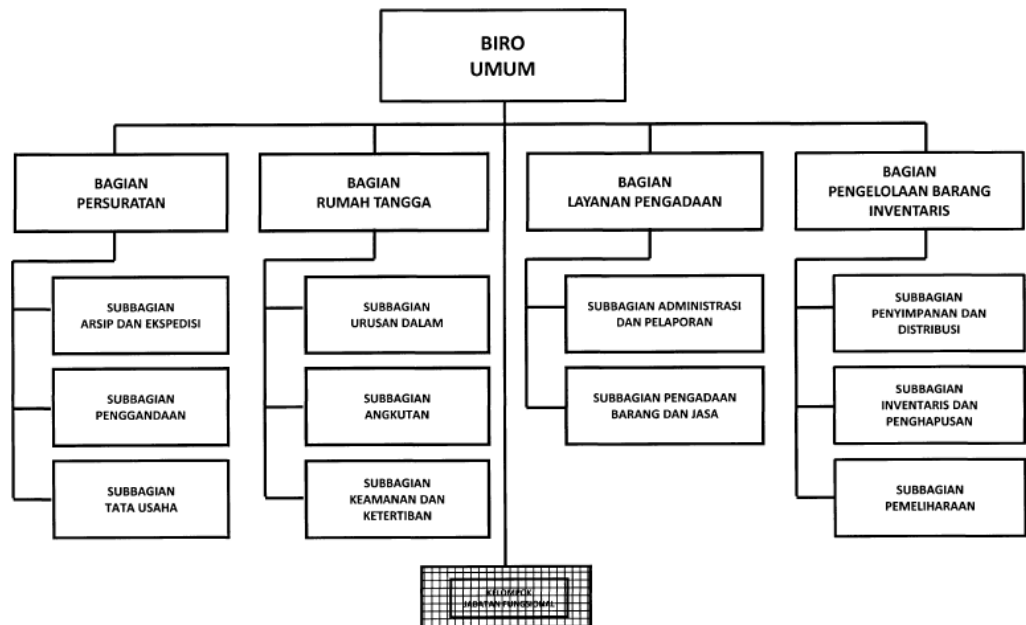 BIRO
UMUM
BAGIAN
PERSURATAN
BAGIAN
RUMAH TANGGA
BAGIAN
LAYANAN PENGADAAN
BAGIAN
PENGELOLAAN BARANG
INVENTARIS
SUBBAGIAN
ARSIP DAN EKSPEDISI
SUBBAGIAN
PENGGANDAAN
SUBBAGIAN
TATA USAHA
SUBBAGIAN
URUSAN DALAM
SUBBAGIAN
ANGKUTAN
SUBBAGIAN
KEAMANAN DAN
KETERTIBAN
SUBBAGIAN ADMINISTRASI
DAN PELAPORAN
SUBBAGIAN PENGADAAN
BARANG DAN JASA
SUBBAGIAN
PENYIMPANAN DAN
DISTRIBUSI
SUBBAGIAN
INVENTARIS DAN
PENGHAPUSAN
SUBBAGIAN
PEMELIHARAAN
KELOMPOK
JABATAN FUNGSIONAL